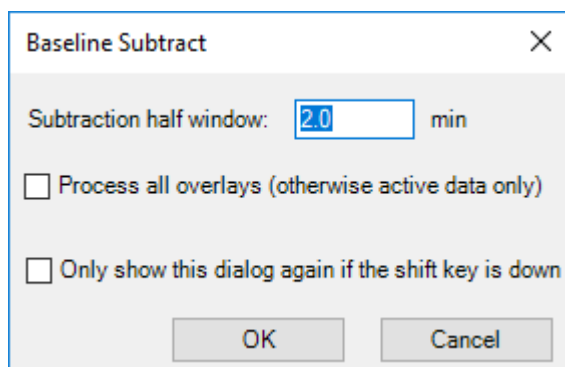 Baseline Subtract
Subtraction half window: 2.0 min
Process all overlays (otherwise active data only)
Only show this dialog again if the shift key is down
OK Cancel